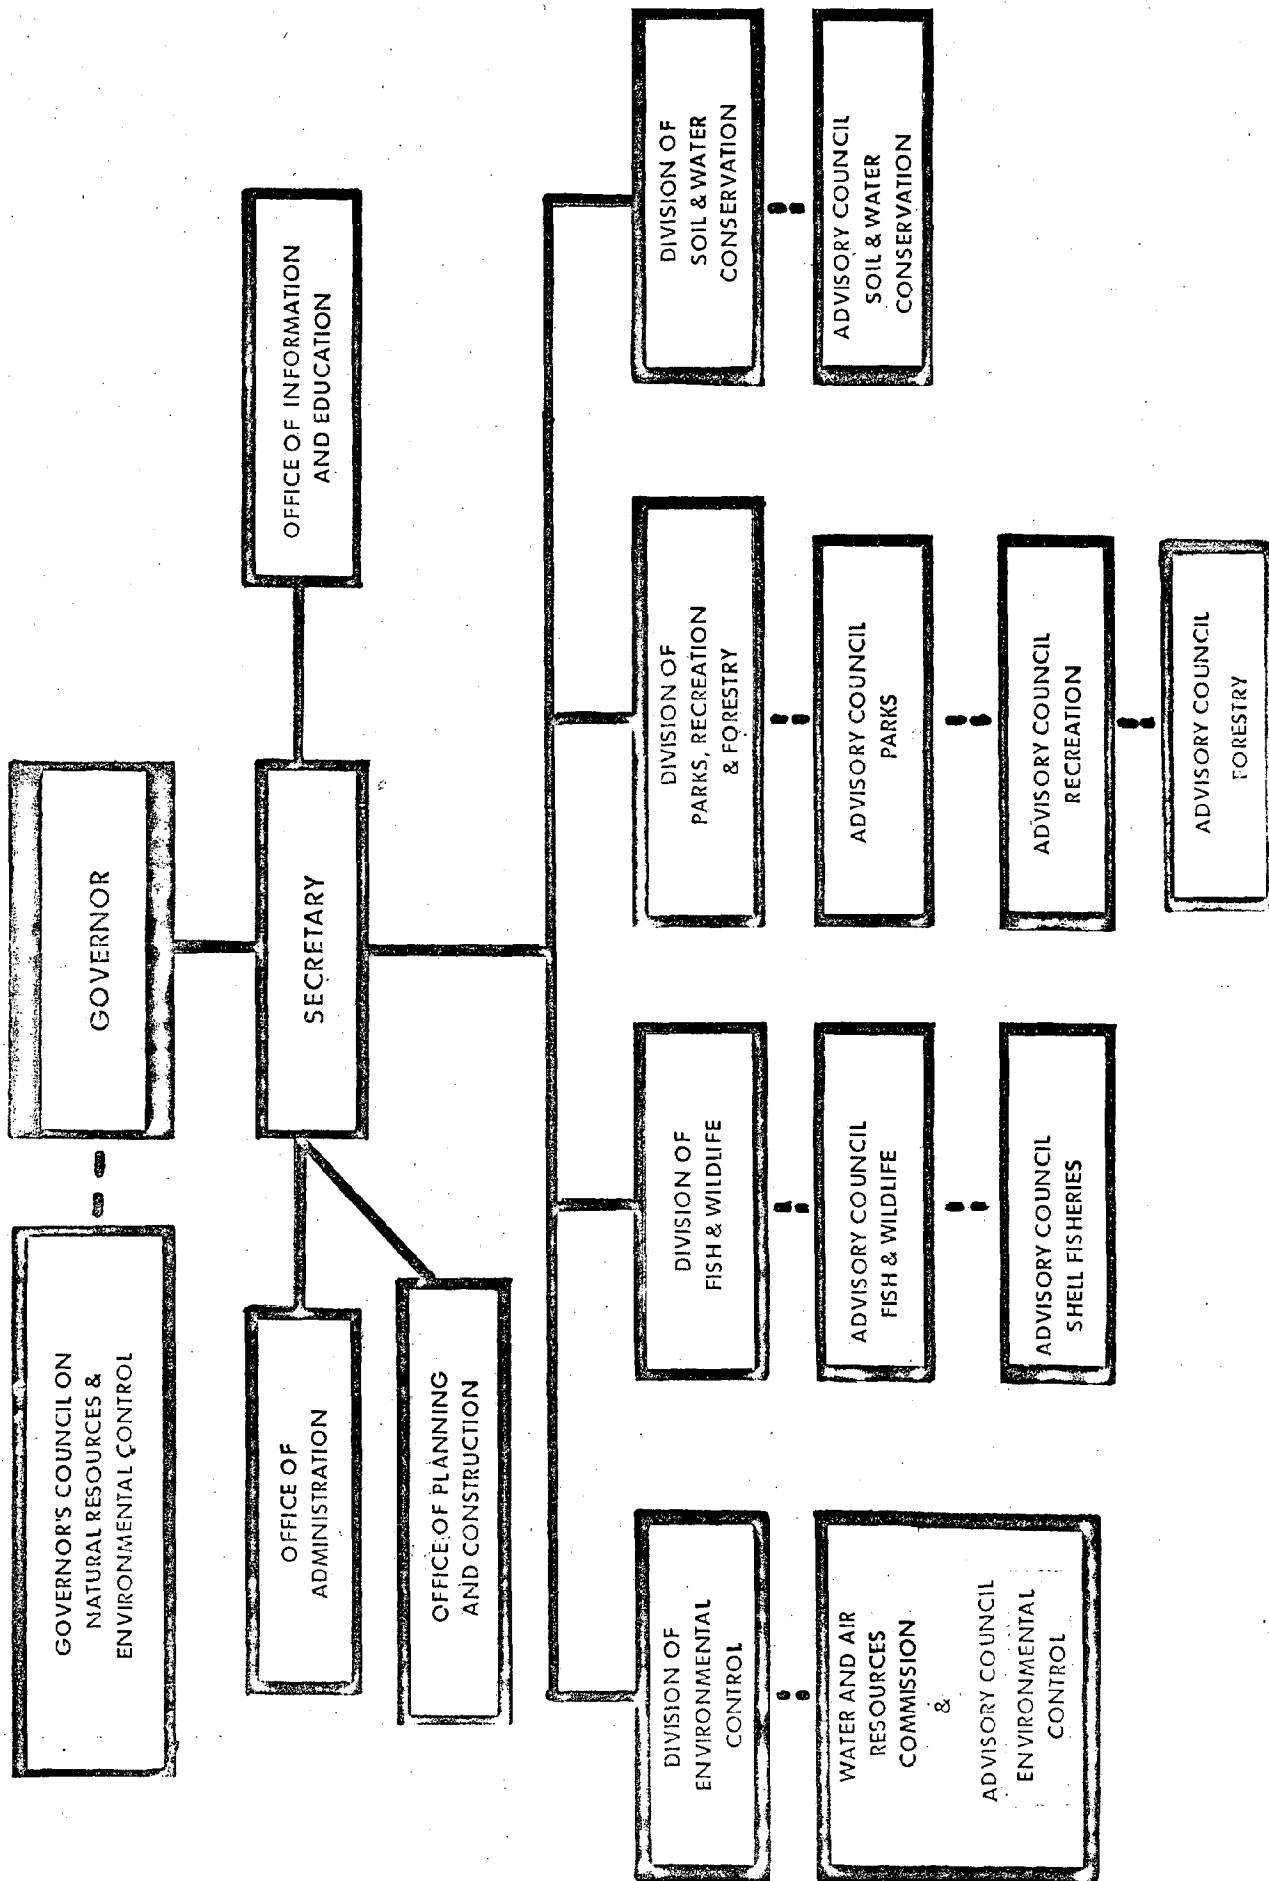 GOVERNOR'S COUNCIL ON
NATURAL RESOURCES &
ENVIRONMENTAL CONTROL
GOVERNOR
OFFICE OF
ADMINISTRATION
SECRETARY
OFFICE OF INFORMATION
AND EDUCATION
OFFICE OF PLANNING
AND CONSTRUCTION
DIVISION OF
ENVIRONMENTAL
CONTROL
DIVISION OF
FISH & WILDLIFE
DIVISION OF
PARKS, RECREATION
& FORESTRY
DIVISION OF
SOIL & WATER
CONSERVATION
WATER AND AIR
RESOURCES
COMMISSION
&
ADVISORY COUNCIL
ENVIRONMENTAL
CONTROL
ADVISORY COUNCIL
FISH & WILDLIFE
ADVISORY COUNCIL
PARKS
ADVISORY COUNCIL
SOIL & WATER
CONSERVATION
ADVISORY COUNCIL
SHELL FISHERIES
ADVISORY COUNCIL
RECREATION
ADVISORY COUNCIL
FORESTRY